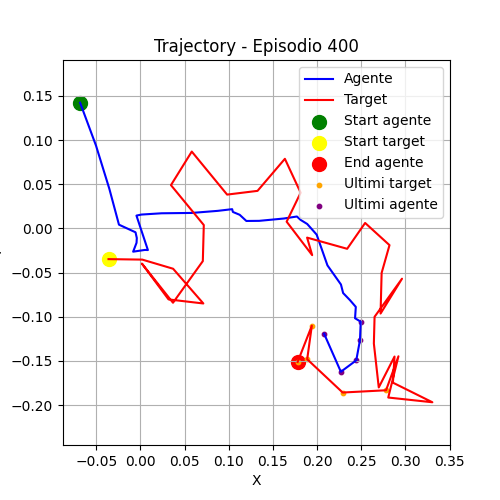 Trajectory - Episodio 400
Agente
Target
Start agente
Start target
End agente
Ultimi target
Ultimi agente
0.15
0.10
0.05
0.00
−0.05
−0.10
−0.15
−0.20
−0.05 0.00 0.05 0.10 0.15 0.20 0.25 0.30 0.35
X